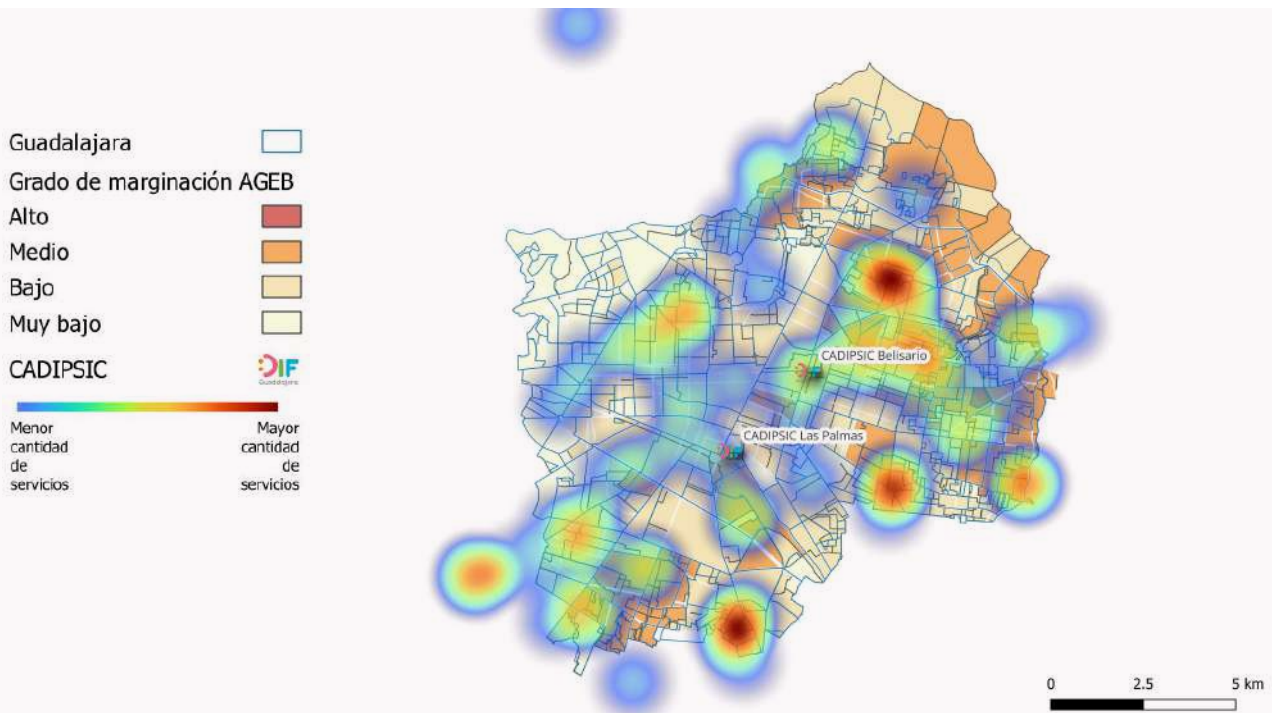 Guadalajara
Grado de marginación AGEB
Alto
Medio
Bajo
Muy bajo
CADIPSIC
DIF
Guadalajara
Menor
cantidad
de
servicios
Mayor
cantidad
de
servicios
CADIPSIC Belisario
CADIPSIC Las Palmas
0 2.5 5 km